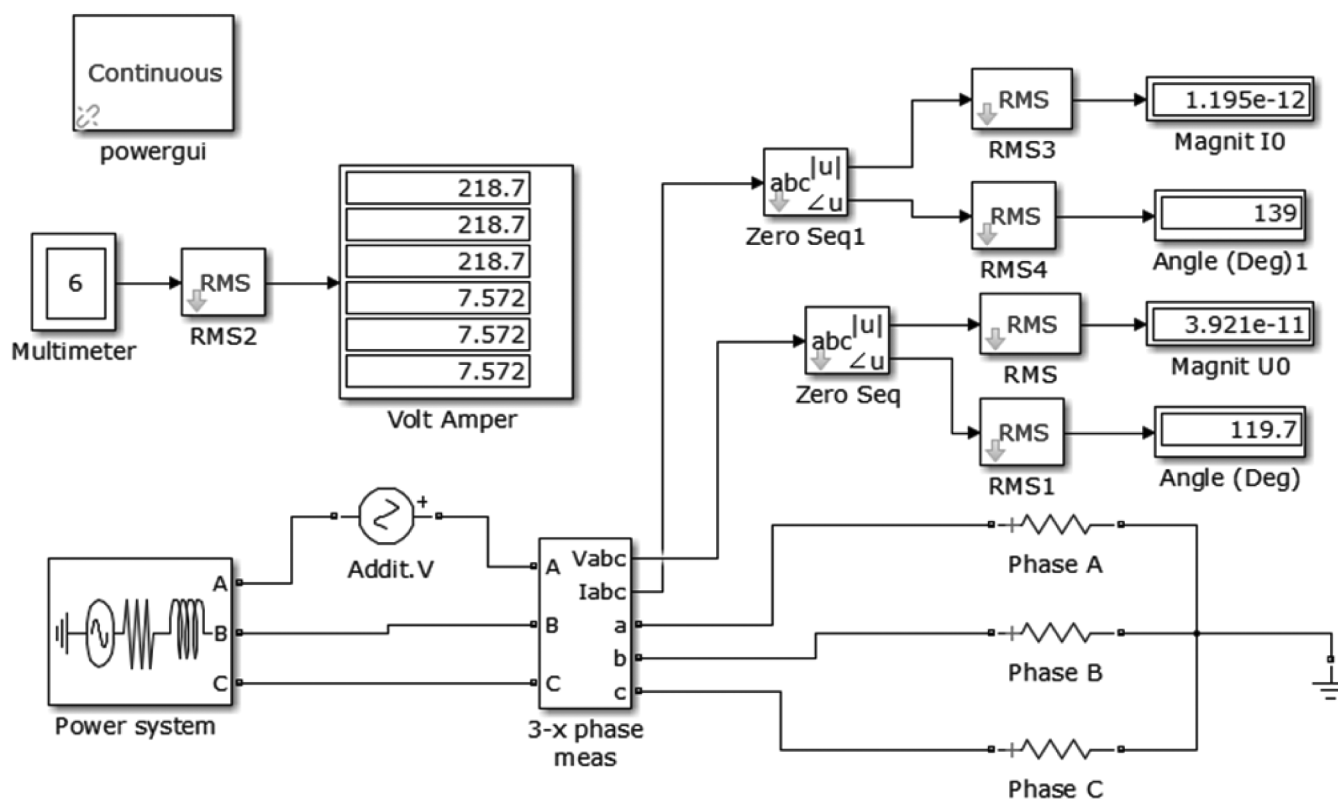 Continuous
powergui
6
Multimeter
RMS
RMS2
218.7
218.7
218.7
7.572
7.572
7.572
Volt Amper
abc
|u|
∠u
Zero Seq1
RMS
RMS3
1.195e-12
Magnit I0
RMS
RMS4
139
Angle (Deg)1
abc
|u|
∠u
Zero Seq
RMS
RMS
3.921e-11
Magnit U0
RMS
RMS1
119.7
Angle (Deg)
A
B
C
Power system
+
Addit.V
A
B
C
Vabc
Iabc
a
b
c
3-x phase
meas
+
Phase A
+
Phase B
+
Phase C